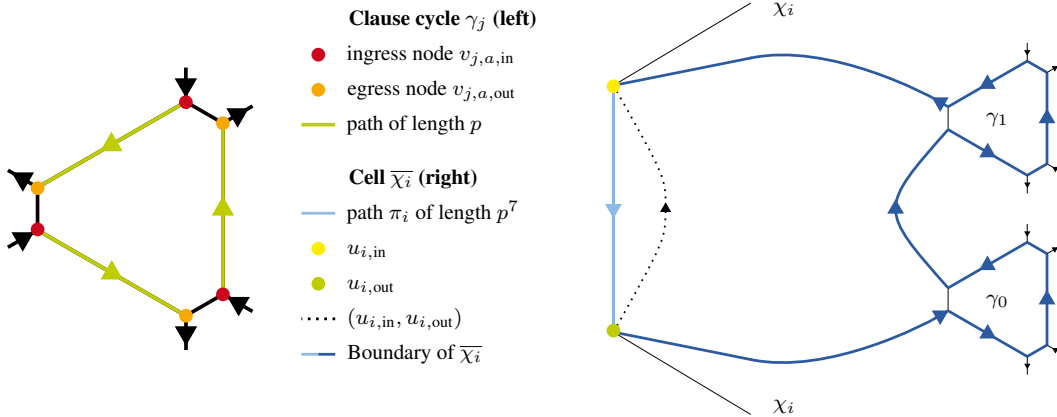 Clause cycle γ_j (left)
ingress node v_{j,a,in}
egress node v_{j,a,out}
path of length p
Cell \overline{χ_i} (right)
path π_i of length p^7
u_{i,in}
u_{i,out}
(u_{i,in}, u_{i,out})
Boundary of \overline{χ_i}
χ_i
γ_1
γ_0
χ_i